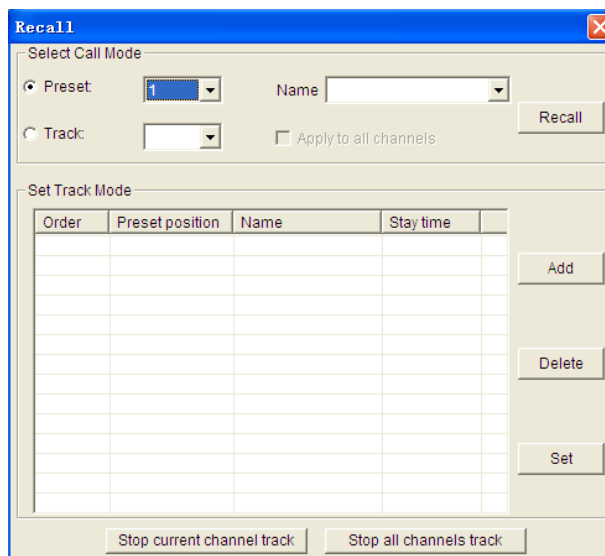 Recall
Select Call Mode
Preset: 1 Name
Recall
Track: Apply to all channels
Set Track Mode
Order Preset position Name Stay time
Add
Delete
Set
Stop current channel track Stop all channels track